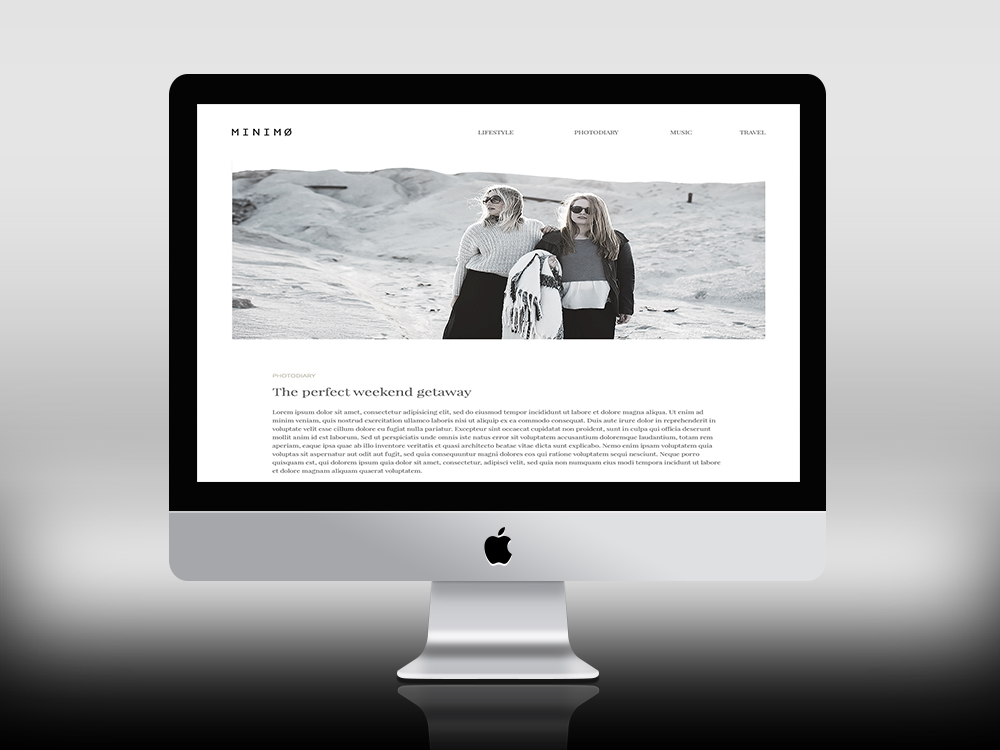 MINIMØ
LIFESTYLE PHOTODIARY MUSIC TRAVEL
PHOTODIARY
The perfect weekend getaway
Lorem ipsum dolor sit amet, consectetur adipisicing elit, sed do eiusmod tempor incididunt ut labore et dolore magna aliqua. Ut enim ad
minim veniam, quis nostrud exercitation ullamco laboris nisi ut aliquip ex ea commodo consequat. Duis aute irure dolor in reprehenderit in
voluptate velit esse cillum dolore eu fugiat nulla pariatur. Excepteur sint occaecat cupidatat non proident, sunt in culpa qui officia deserunt
mollit anim id est laborum. Sed ut perspiciatis unde omnis iste natus error sit voluptatem accusantium doloremque laudantium, totam rem
aperiam, eaque ipsa quae ab illo inventore veritatis et quasi architecto beatae vitae dicta sunt explicabo. Nemo enim ipsam voluptatem quia
voluptas sit aspernatur aut odit aut fugit, sed quia consequuntur magni dolores eos qui ratione voluptatem sequi nesciunt. Neque porro
quisquam est, qui dolorem ipsum quia dolor sit amet, consectetur, adipisci velit, sed quia non numquam eius modi tempora incidunt ut labore
et dolore magnam aliquam quaerat voluptatem.